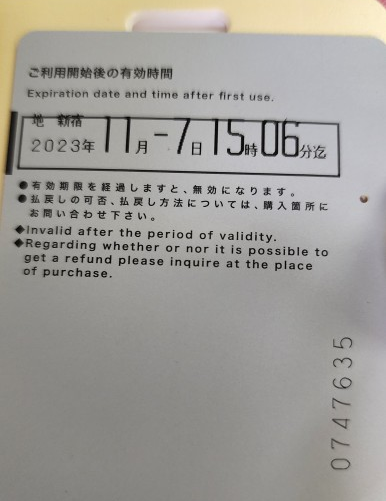 ご利用開始後の有効時間
Expiration date and time after first use.
地 新宿
2023年 11月-7日 15時06分迄
●有効期限を経過しますと、無効になります。
●払戻しの可否、払戻し方法については、購入箇所に
お問い合わせ下さい。
◆Invalid after the period of validity.
◆Regarding whether or nor it is possible to
get a refund please inquire at the place
of purchase.
0747635